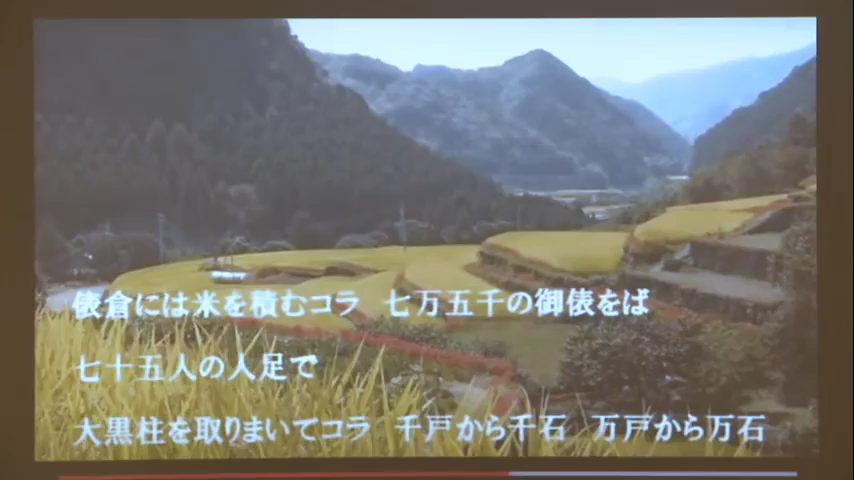 俵倉には米を積むコラ　七万五千の御俵をば
七十五人の人足で
大黒柱を取りまいてコラ　千戸から千石　万戸から万石